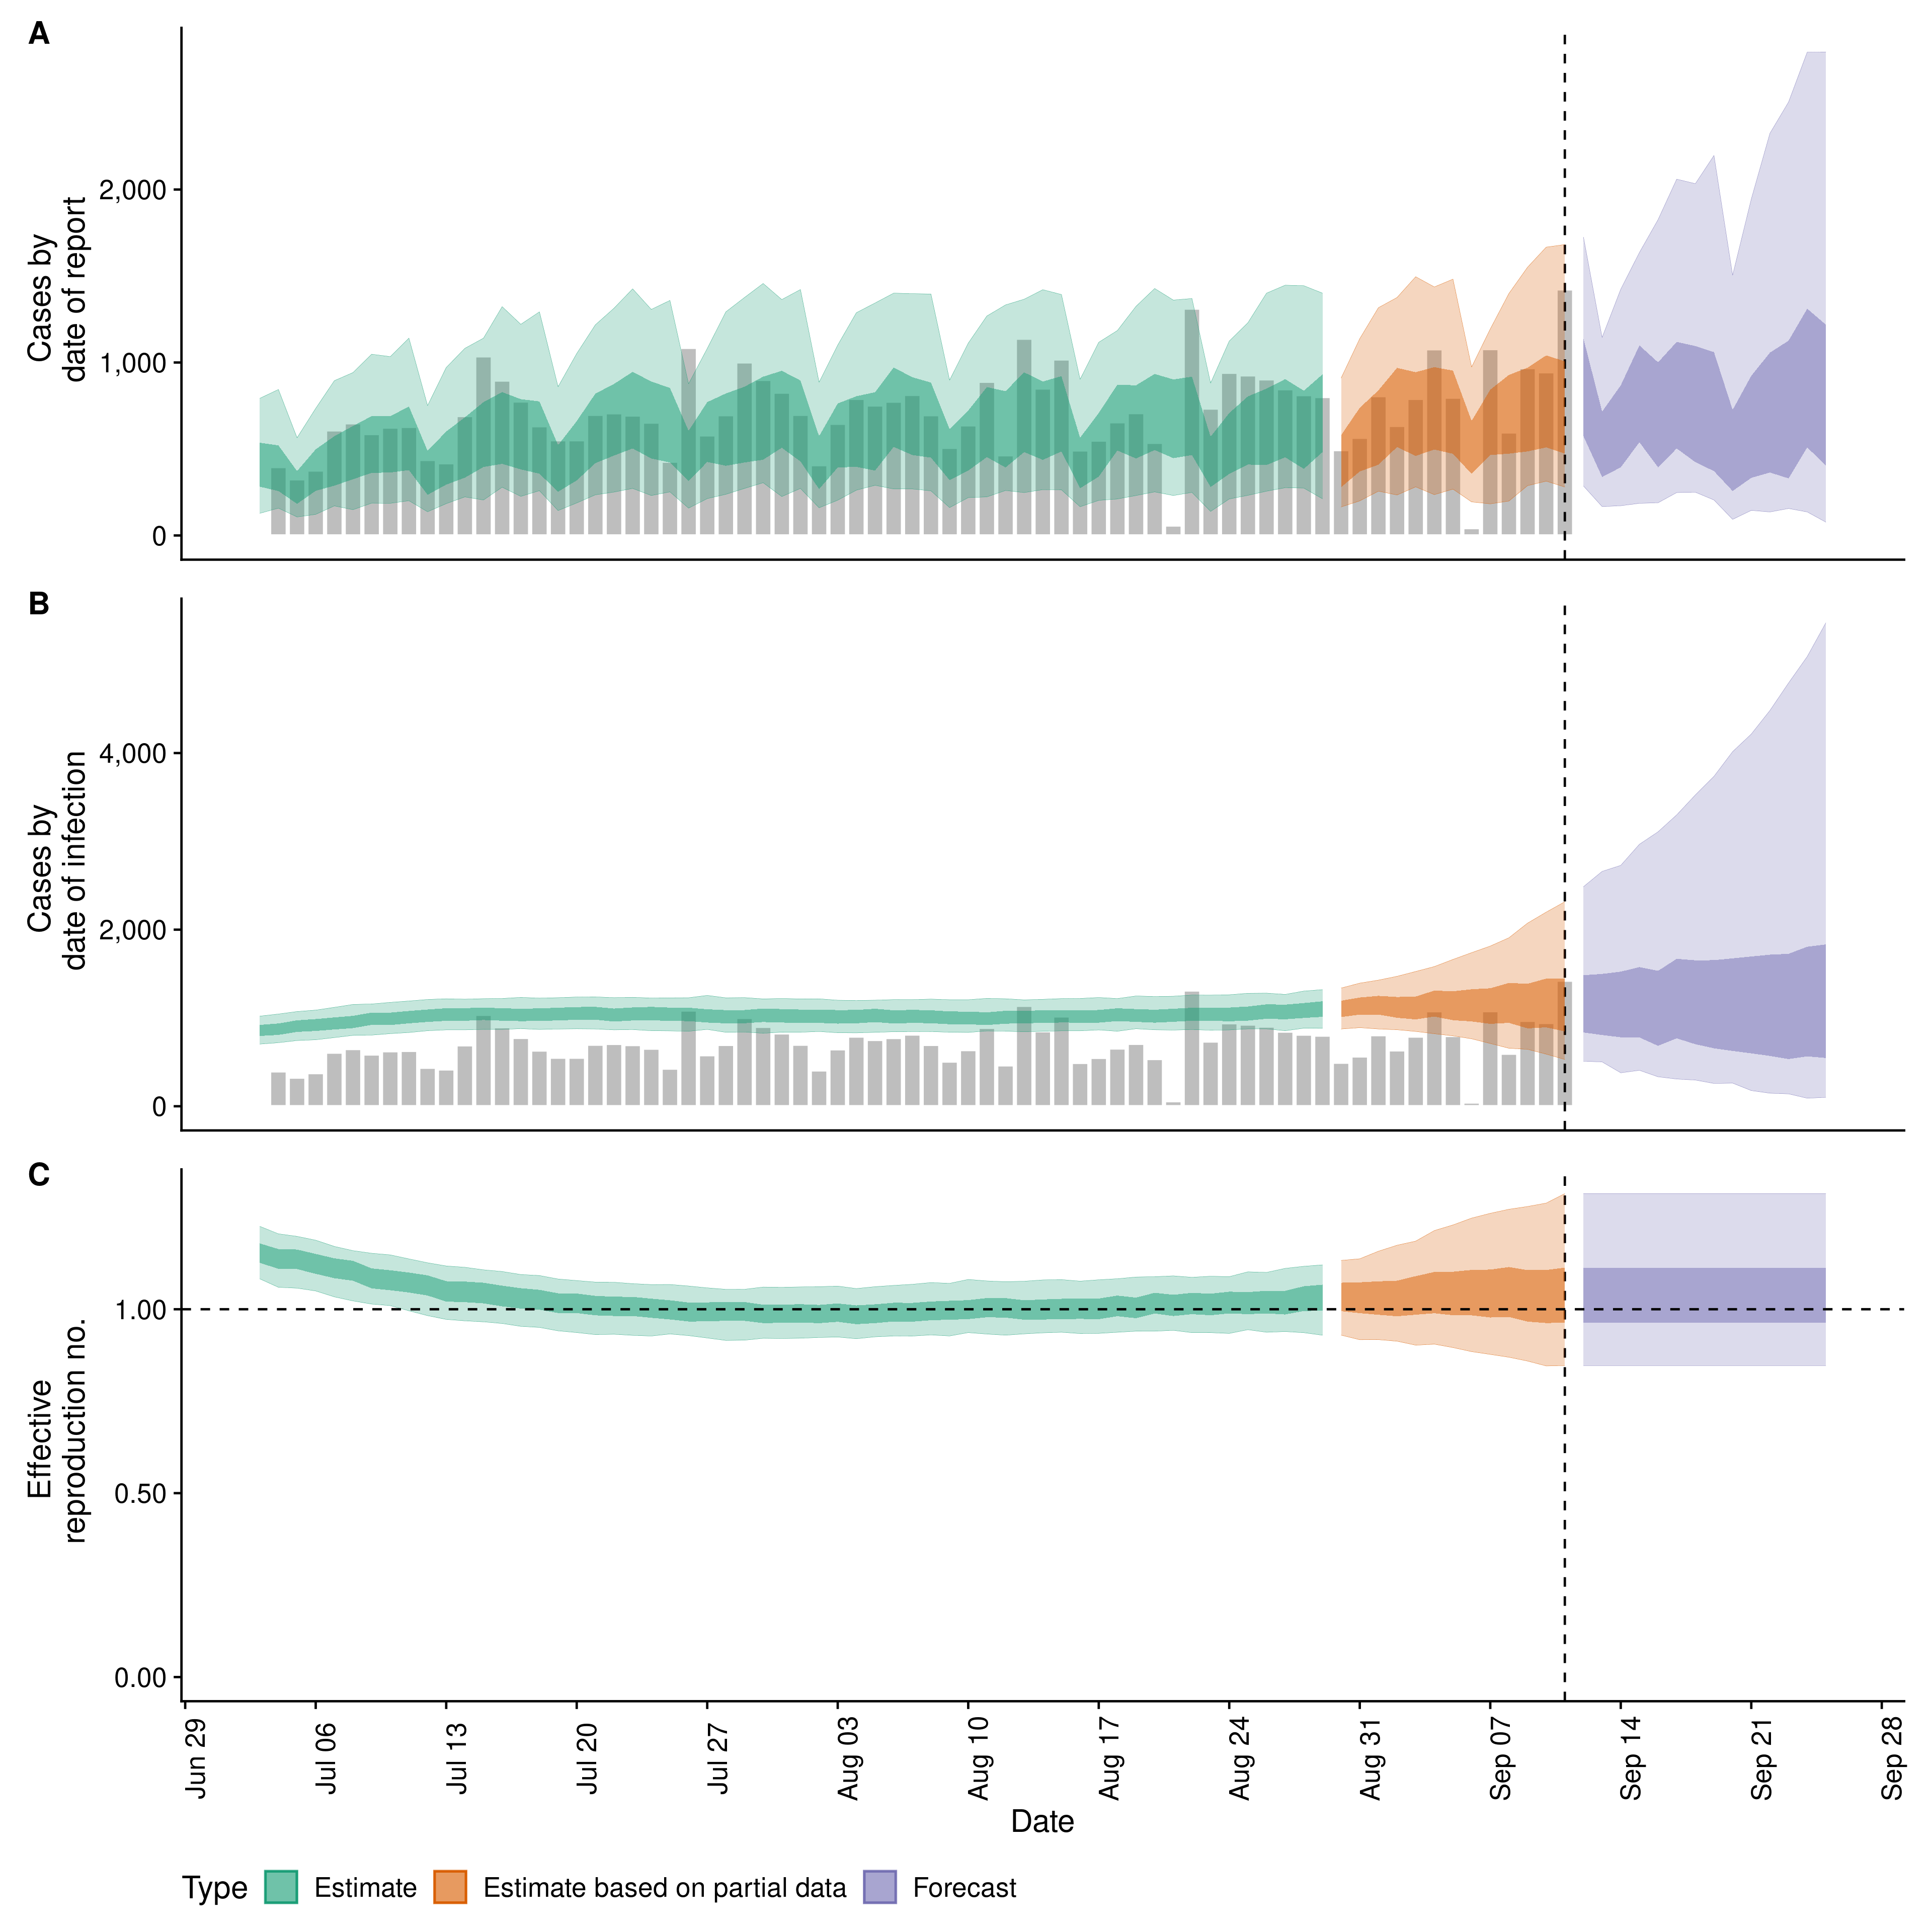 A
Cases by
date of report
2,000
1,000
0
B
Cases by
date of infection
4,000
2,000
0
C
Effective
reproduction no.
1.00
0.50
0.00
Jun 29
Jul 06
Jul 13
Jul 20
Jul 27
Aug 03
Aug 10
Aug 17
Aug 24
Aug 31
Sep 07
Sep 14
Sep 21
Sep 28
Date
Type Estimate Estimate based on partial data Forecast